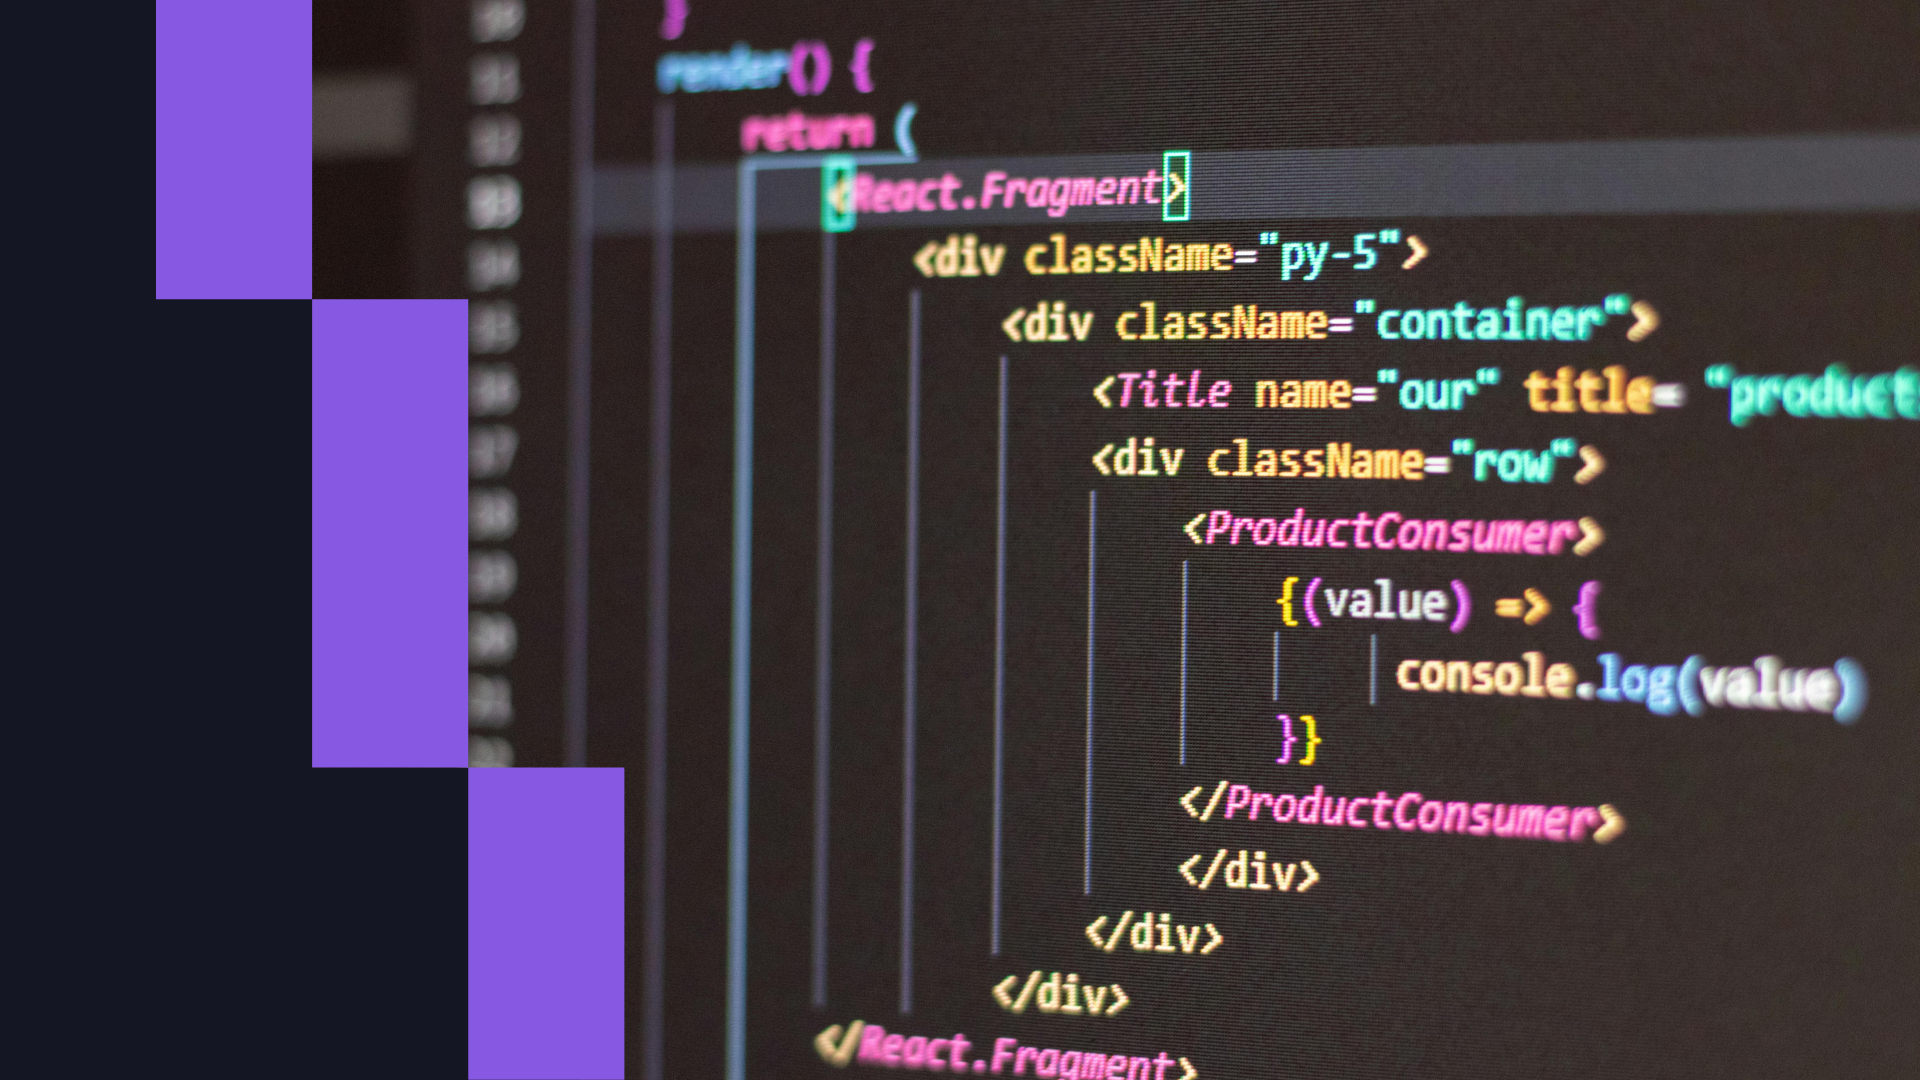 }
render() {
return (
<React.Fragment>
<div className="py-5">
<div className="container">
<Title name="our" title= "product
<div className="row">
<ProductConsumer>
{(value) => {
console.log(value)
}}
</ProductConsumer>
</div>
</div>
</div>
</React.Fragment>